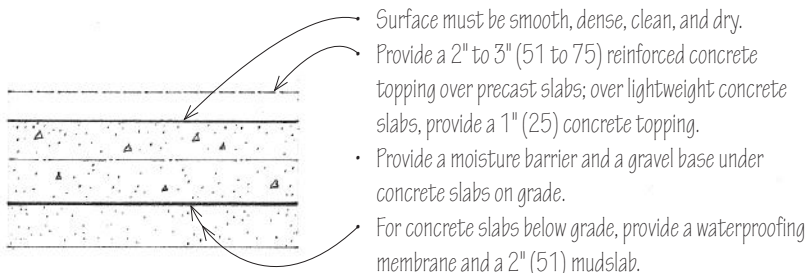 • Surface must be smooth, dense, clean, and dry.
• Provide a 2" to 3" (51 to 75) reinforced concrete
topping over precast slabs; over lightweight concrete
slabs, provide a 1" (25) concrete topping.
• Provide a moisture barrier and a gravel base under
concrete slabs on grade.
• For concrete slabs below grade, provide a waterproofing
membrane and a 2" (51) mudslab.